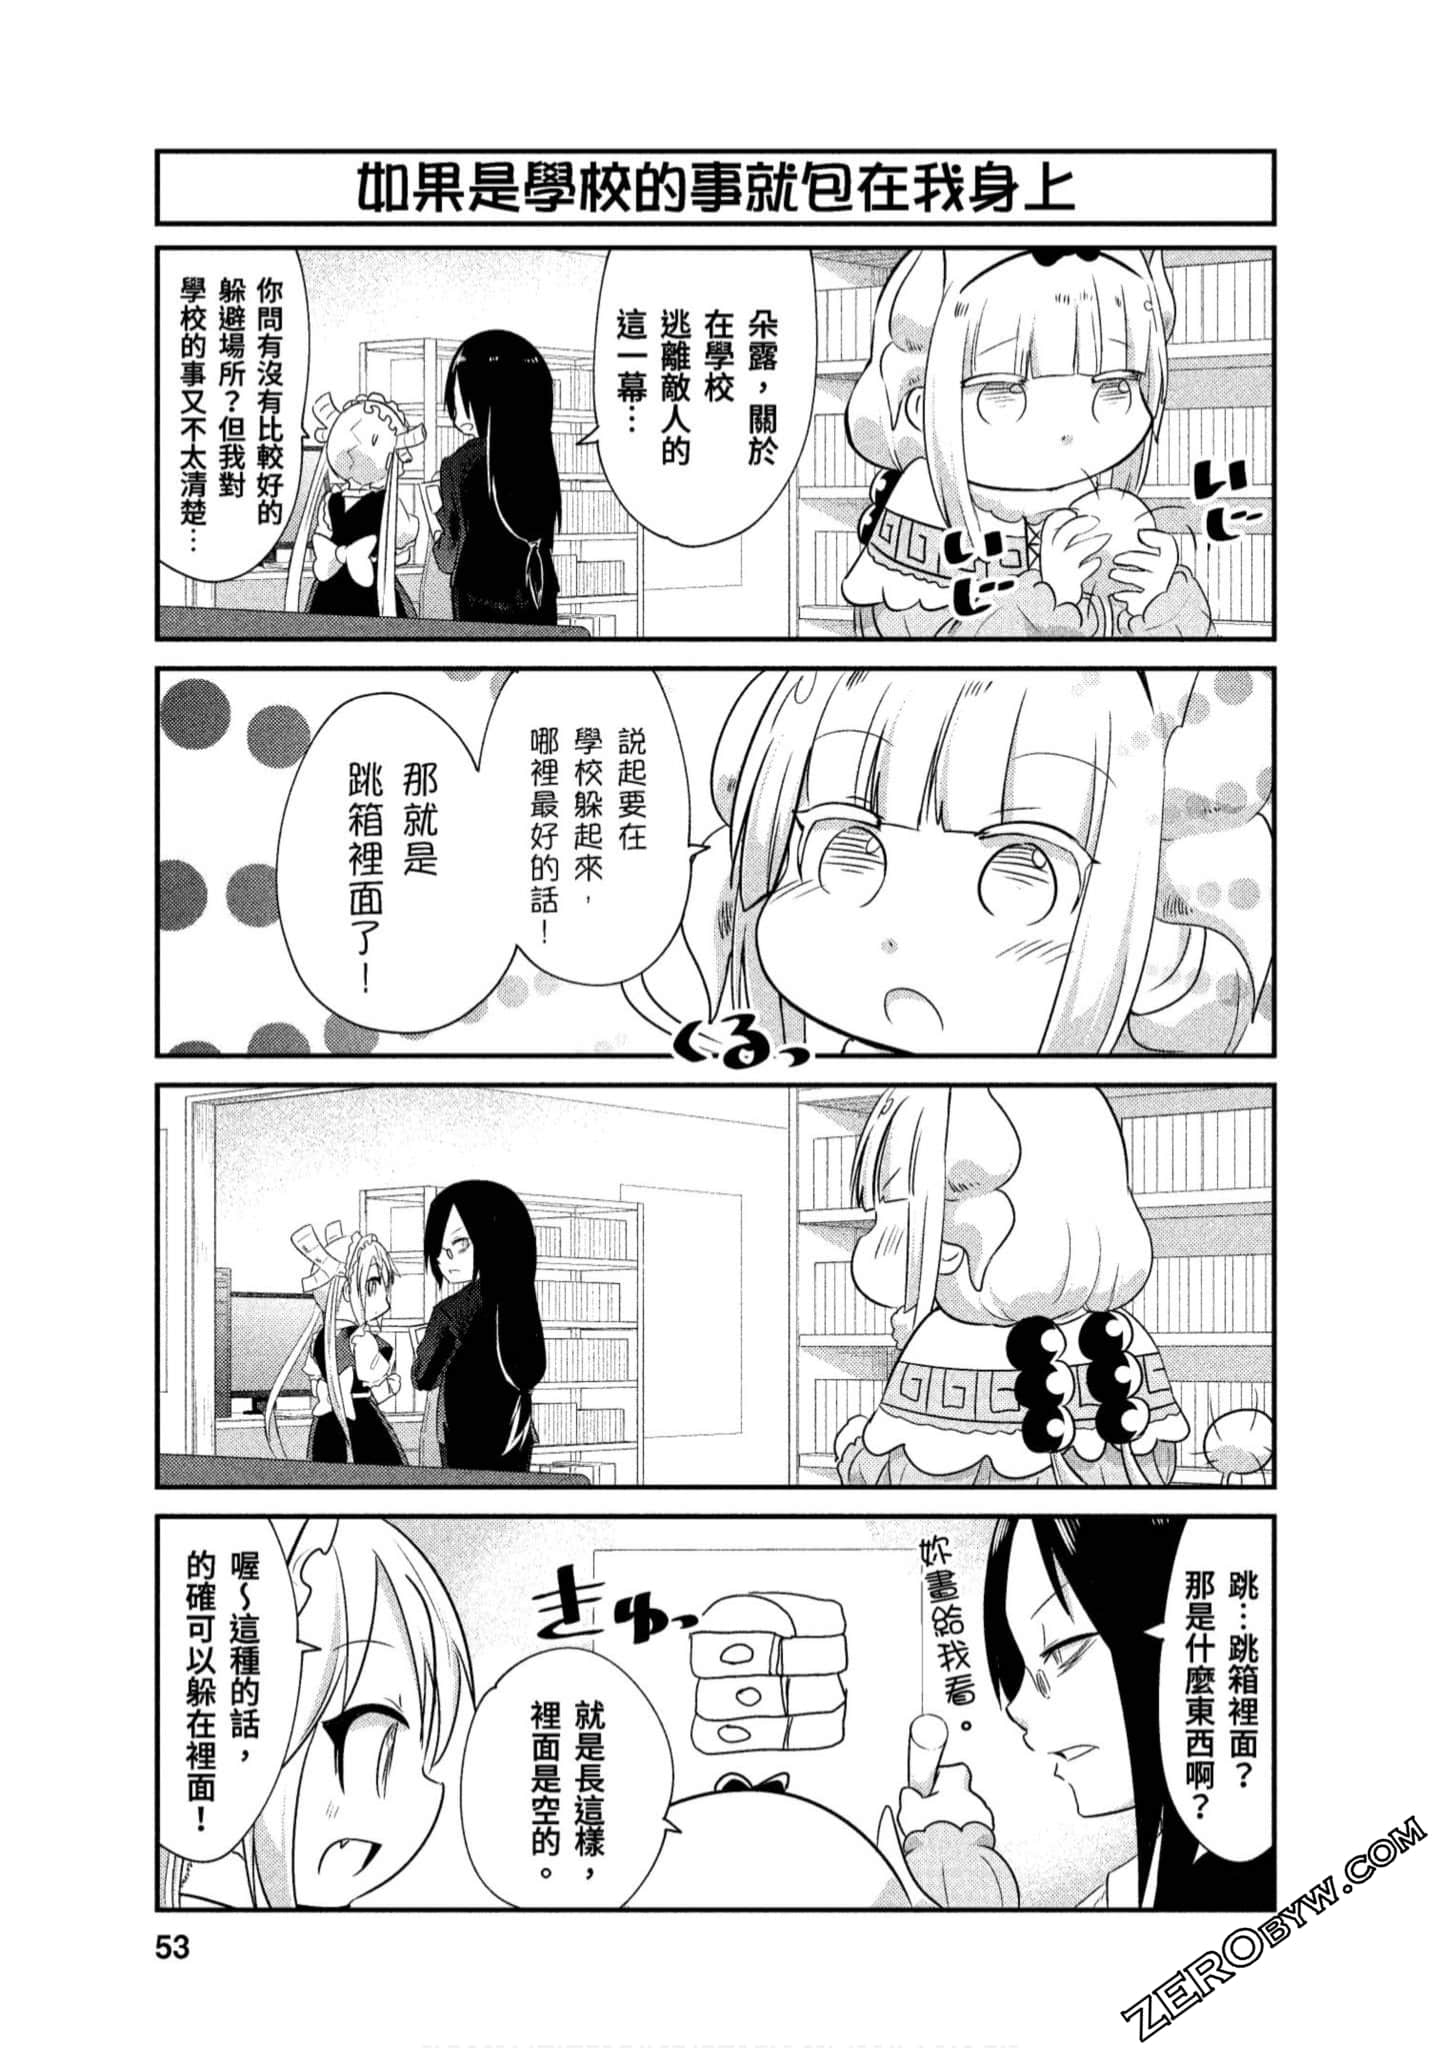 如果是學校的事就包在我身上
朵露，關於
在學校
逃離敵人的
這一幕…
你問有沒有比較好的
躲避場所？但我對
學校的事又不太清楚…
いじ
いじ
說起要在
學校躲起來，
哪裡最好的話！
那就是
跳箱裡面了！
くるっ
跳…跳箱裡面？
那是什麼東西啊？
妳畫給我看。
きゅっ
就是長這樣，
裡面是空的。
喔～這種的話，
的確可以躲在裡面！
53
ZEROBYW.COM